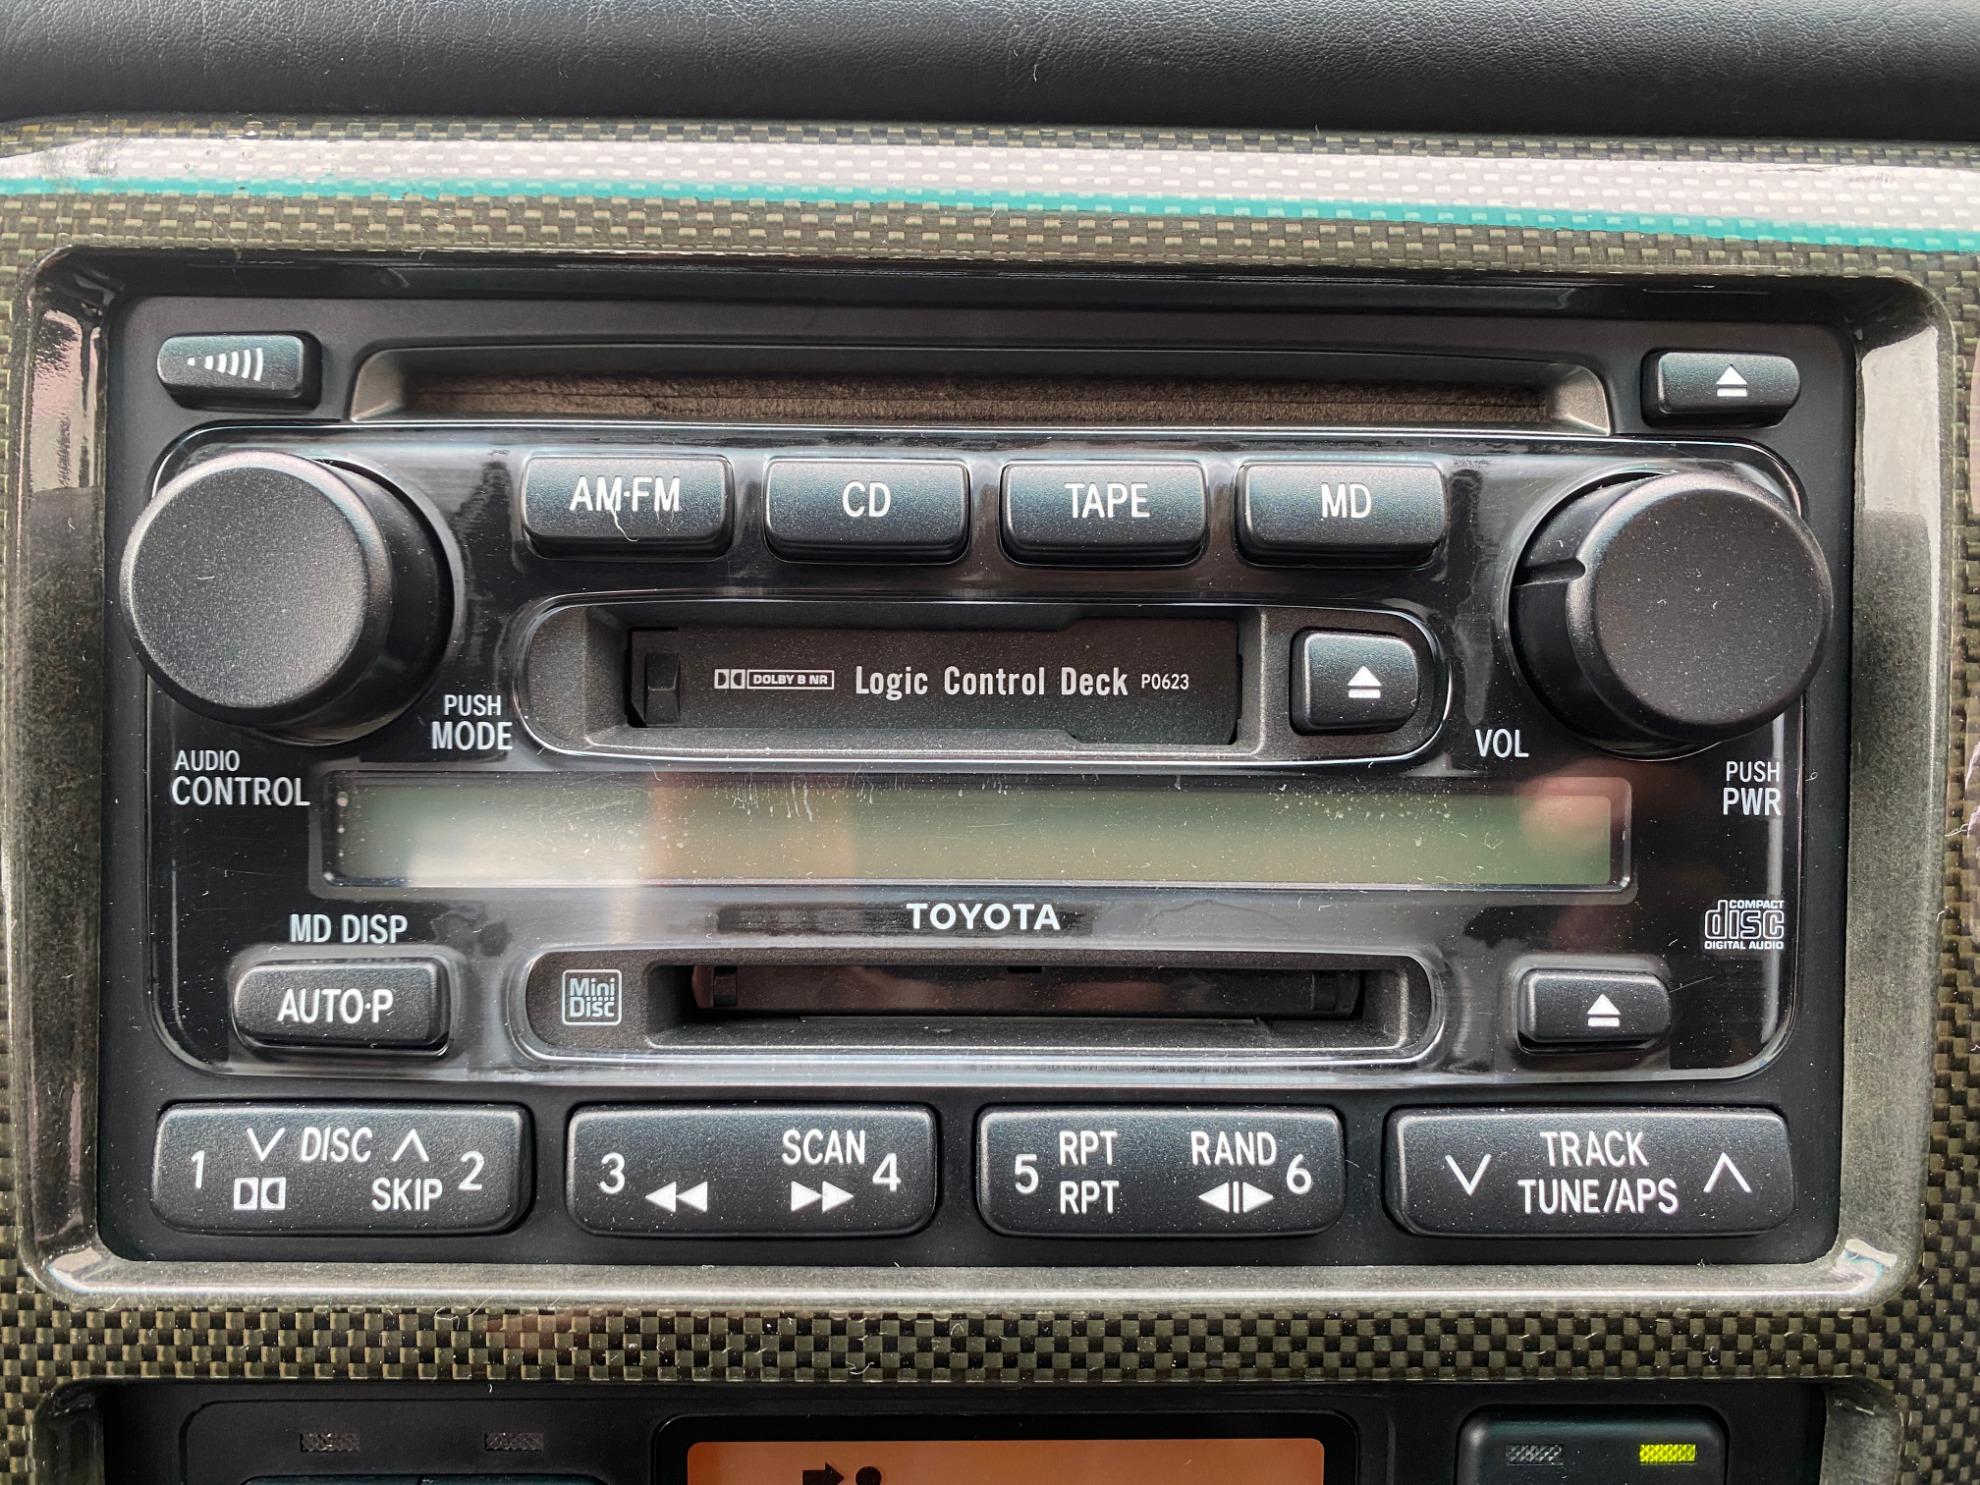 AM·FM
CD
TAPE
MD
DOLBY B NR Logic Control Deck P0623
PUSH
MODE
AUDIO
CONTROL
VOL
PUSH
PWR
TOYOTA
COMPACT
disc
DIGITAL AUDIO
MD DISP
AUTO·P
Mini
Disc
1 DISC 2
SKIP
3 SCAN 4
5 RPT RAND 6
RPT
TRACK
TUNE/APS